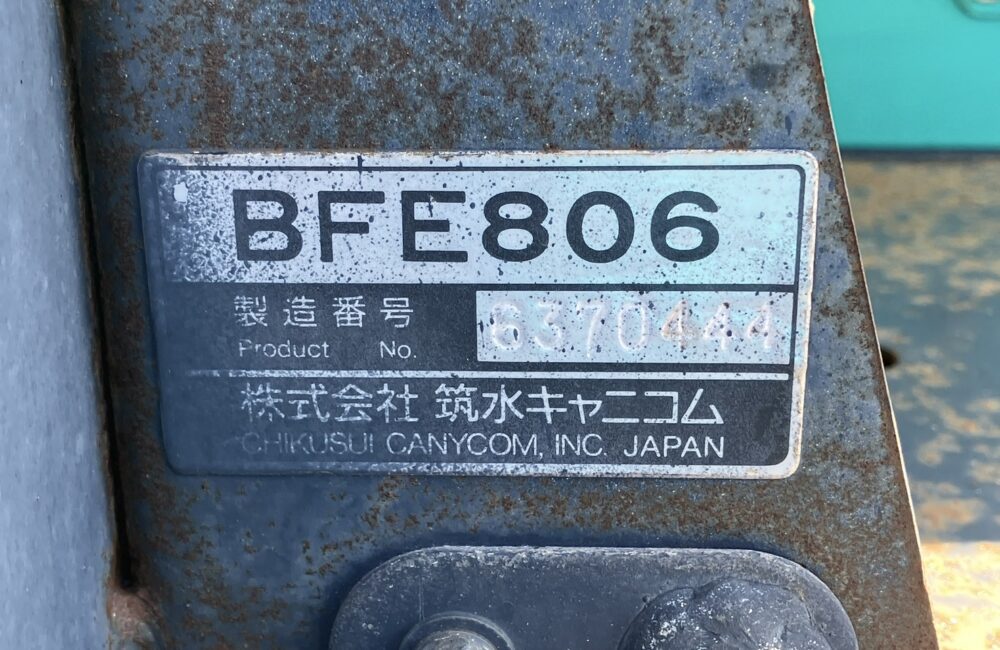 BFE806
製造番号 6370444
Product No.
株式会社 筑水キャニコム
CHIKUSUI CANYCOM, INC. JAPAN